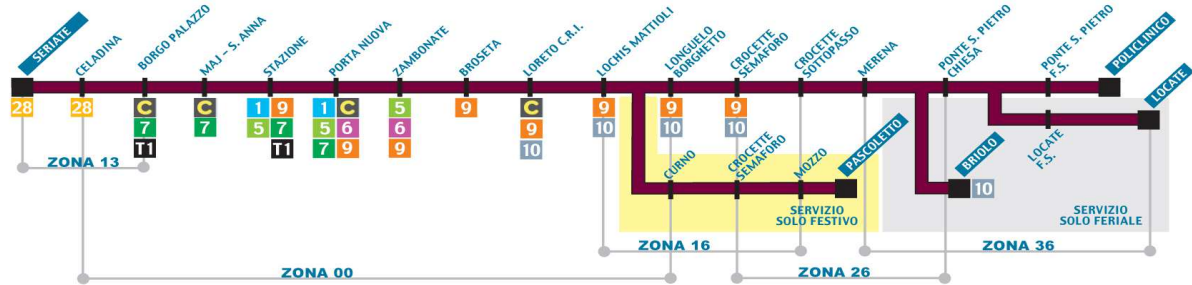 SERIATE
CELADINA
BORGO PALAZZO
MAJ – S. ANNA
STAZIONE
PORTA NUOVA
ZAMBONATE
BROSETA
LORETO C.R.I.
LOCHIS MATTIOLI
LONGUELO
BORGHETTO
CROCETTE
SEMAFORO
CROCETTE
SOTTOPASSO
MERENA
PONTE S. PIETRO
CHIESA
PONTE S. PIETRO
F.S.
POLICLINICO
LOCATE
28
28
C
7
T1
C
7
1 9
5 7
T1
1 C
5 6
7 9
5
6
9
9
C
9
10
9
10
9
10
9
10
LOCATE
F.S.
BRIOLO
10
CURNO
CROCETTE
SEMAFORO
MOZZO
PASCOLETTO
SERVIZIO
SOLO FESTIVO
SERVIZIO
SOLO FERIALE
ZONA 13
ZONA 16
ZONA 36
ZONA 00
ZONA 26